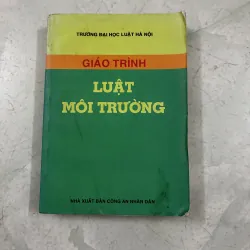 TRƯỜNG ĐẠI HỌC LUẬT HÀ NỘI
GIÁO TRÌNH
LUẬT
MÔI TRƯỜNG
NHÀ XUẤT BẢN CÔNG AN NHÂN DÂN